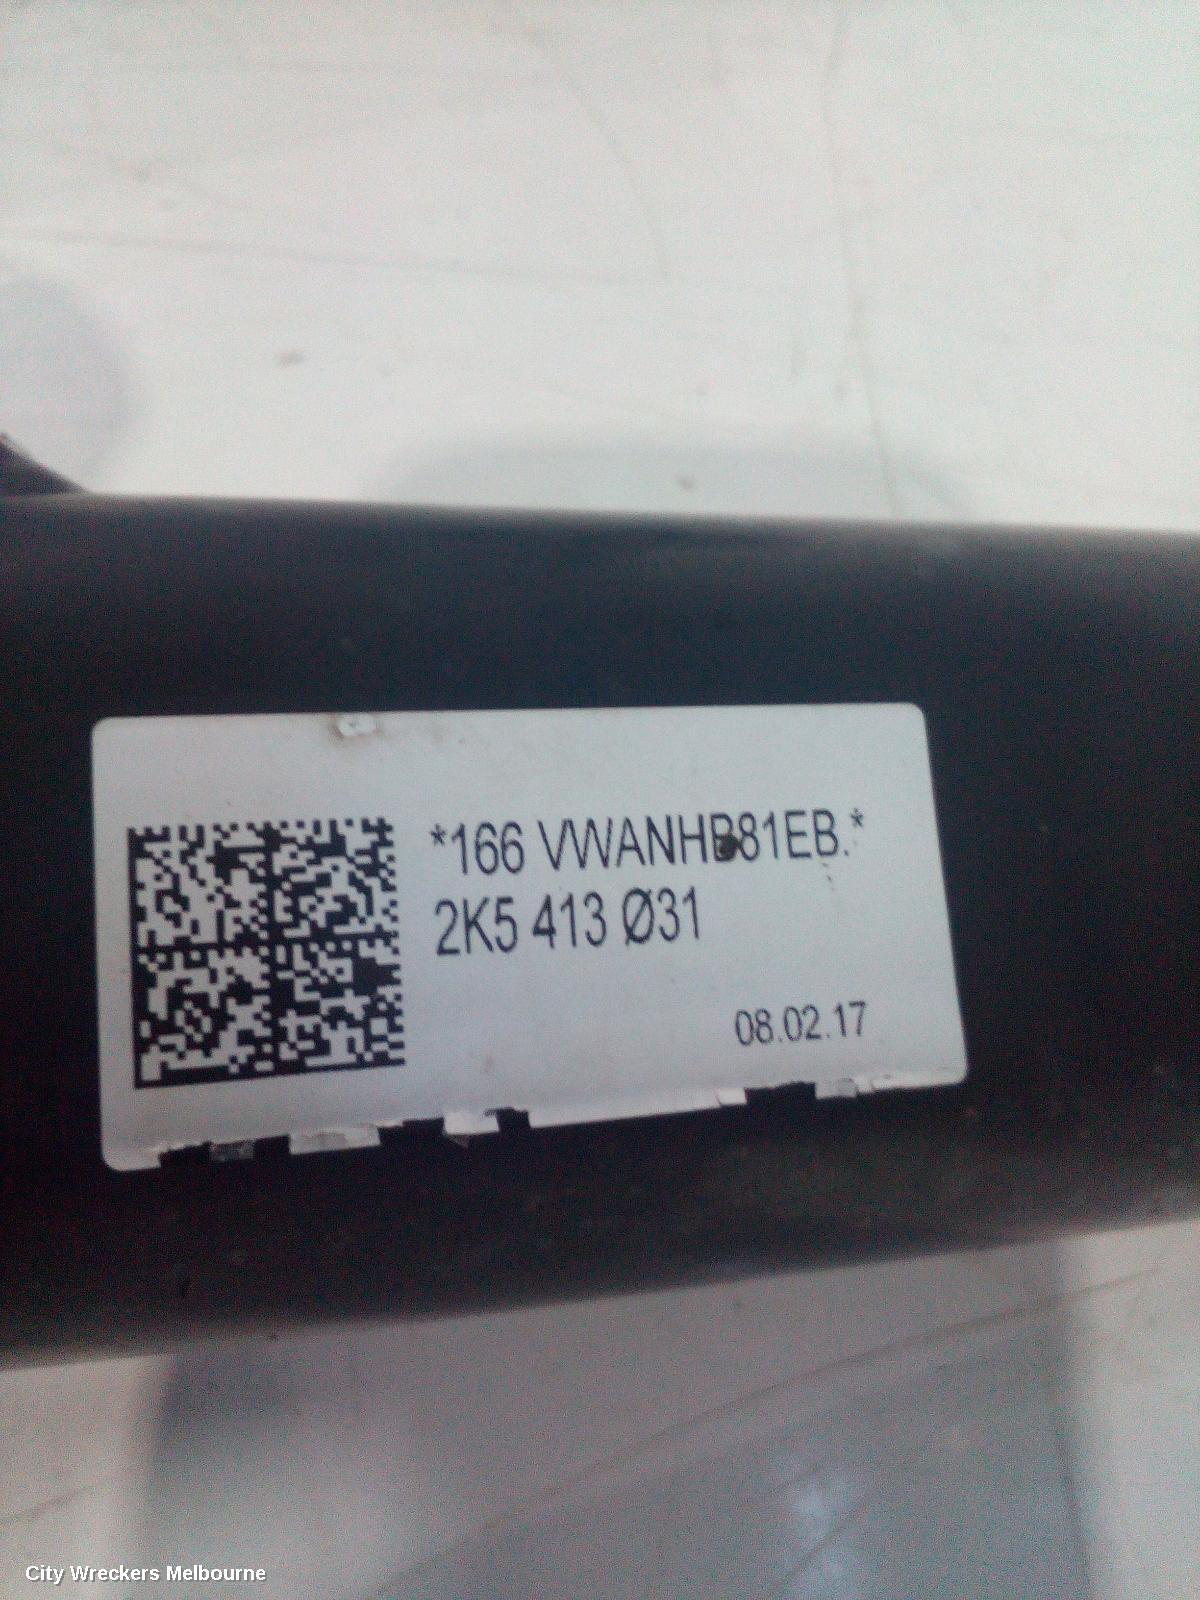 *166 VWANHB81EB.*
2K5 413 Ø31
08.02.17
City Wreckers Melbourne